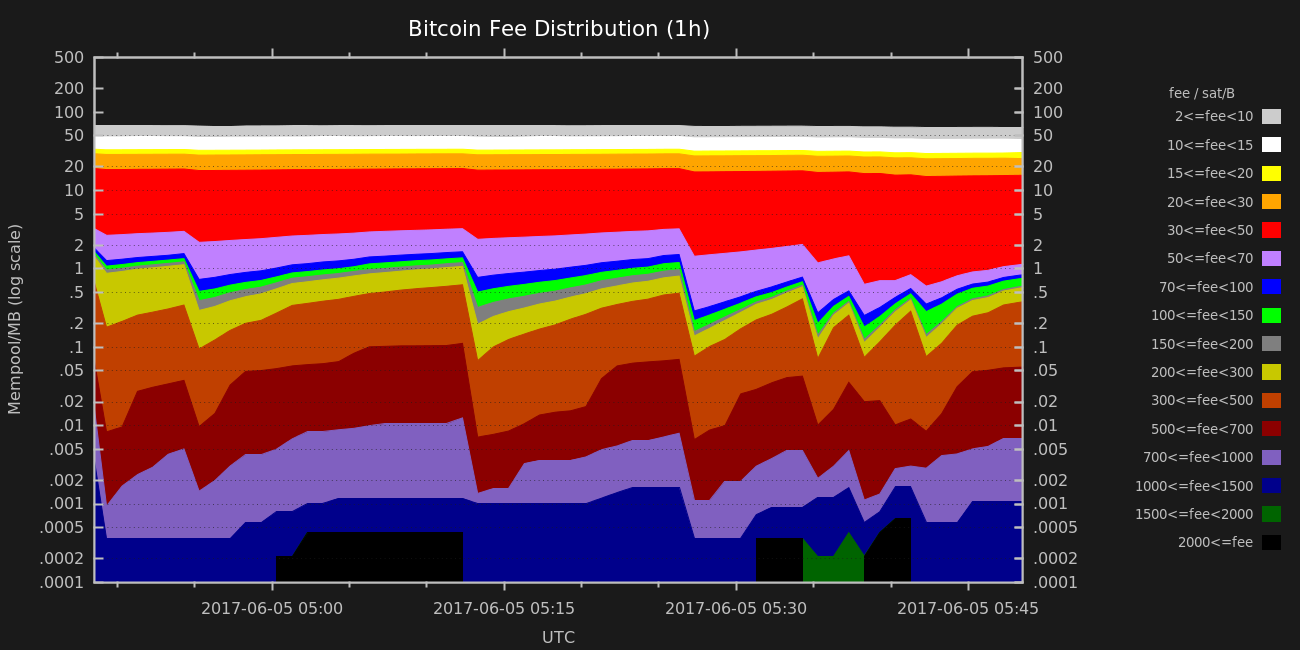 Bitcoin Fee Distribution (1h)
Mempool/MB (log scale)
500
200
100
50
20
10
5
2
1
.5
.2
.1
.05
.02
.01
.005
.002
.001
.0005
.0002
.0001
500
200
100
50
20
10
5
2
1
.5
.2
.1
.05
.02
.01
.005
.002
.001
.0005
.0002
.0001
2017-06-05 05:00
2017-06-05 05:15
2017-06-05 05:30
2017-06-05 05:45
UTC
fee / sat/B
2<=fee<10
10<=fee<15
15<=fee<20
20<=fee<30
30<=fee<50
50<=fee<70
70<=fee<100
100<=fee<150
150<=fee<200
200<=fee<300
300<=fee<500
500<=fee<700
700<=fee<1000
1000<=fee<1500
1500<=fee<2000
2000<=fee